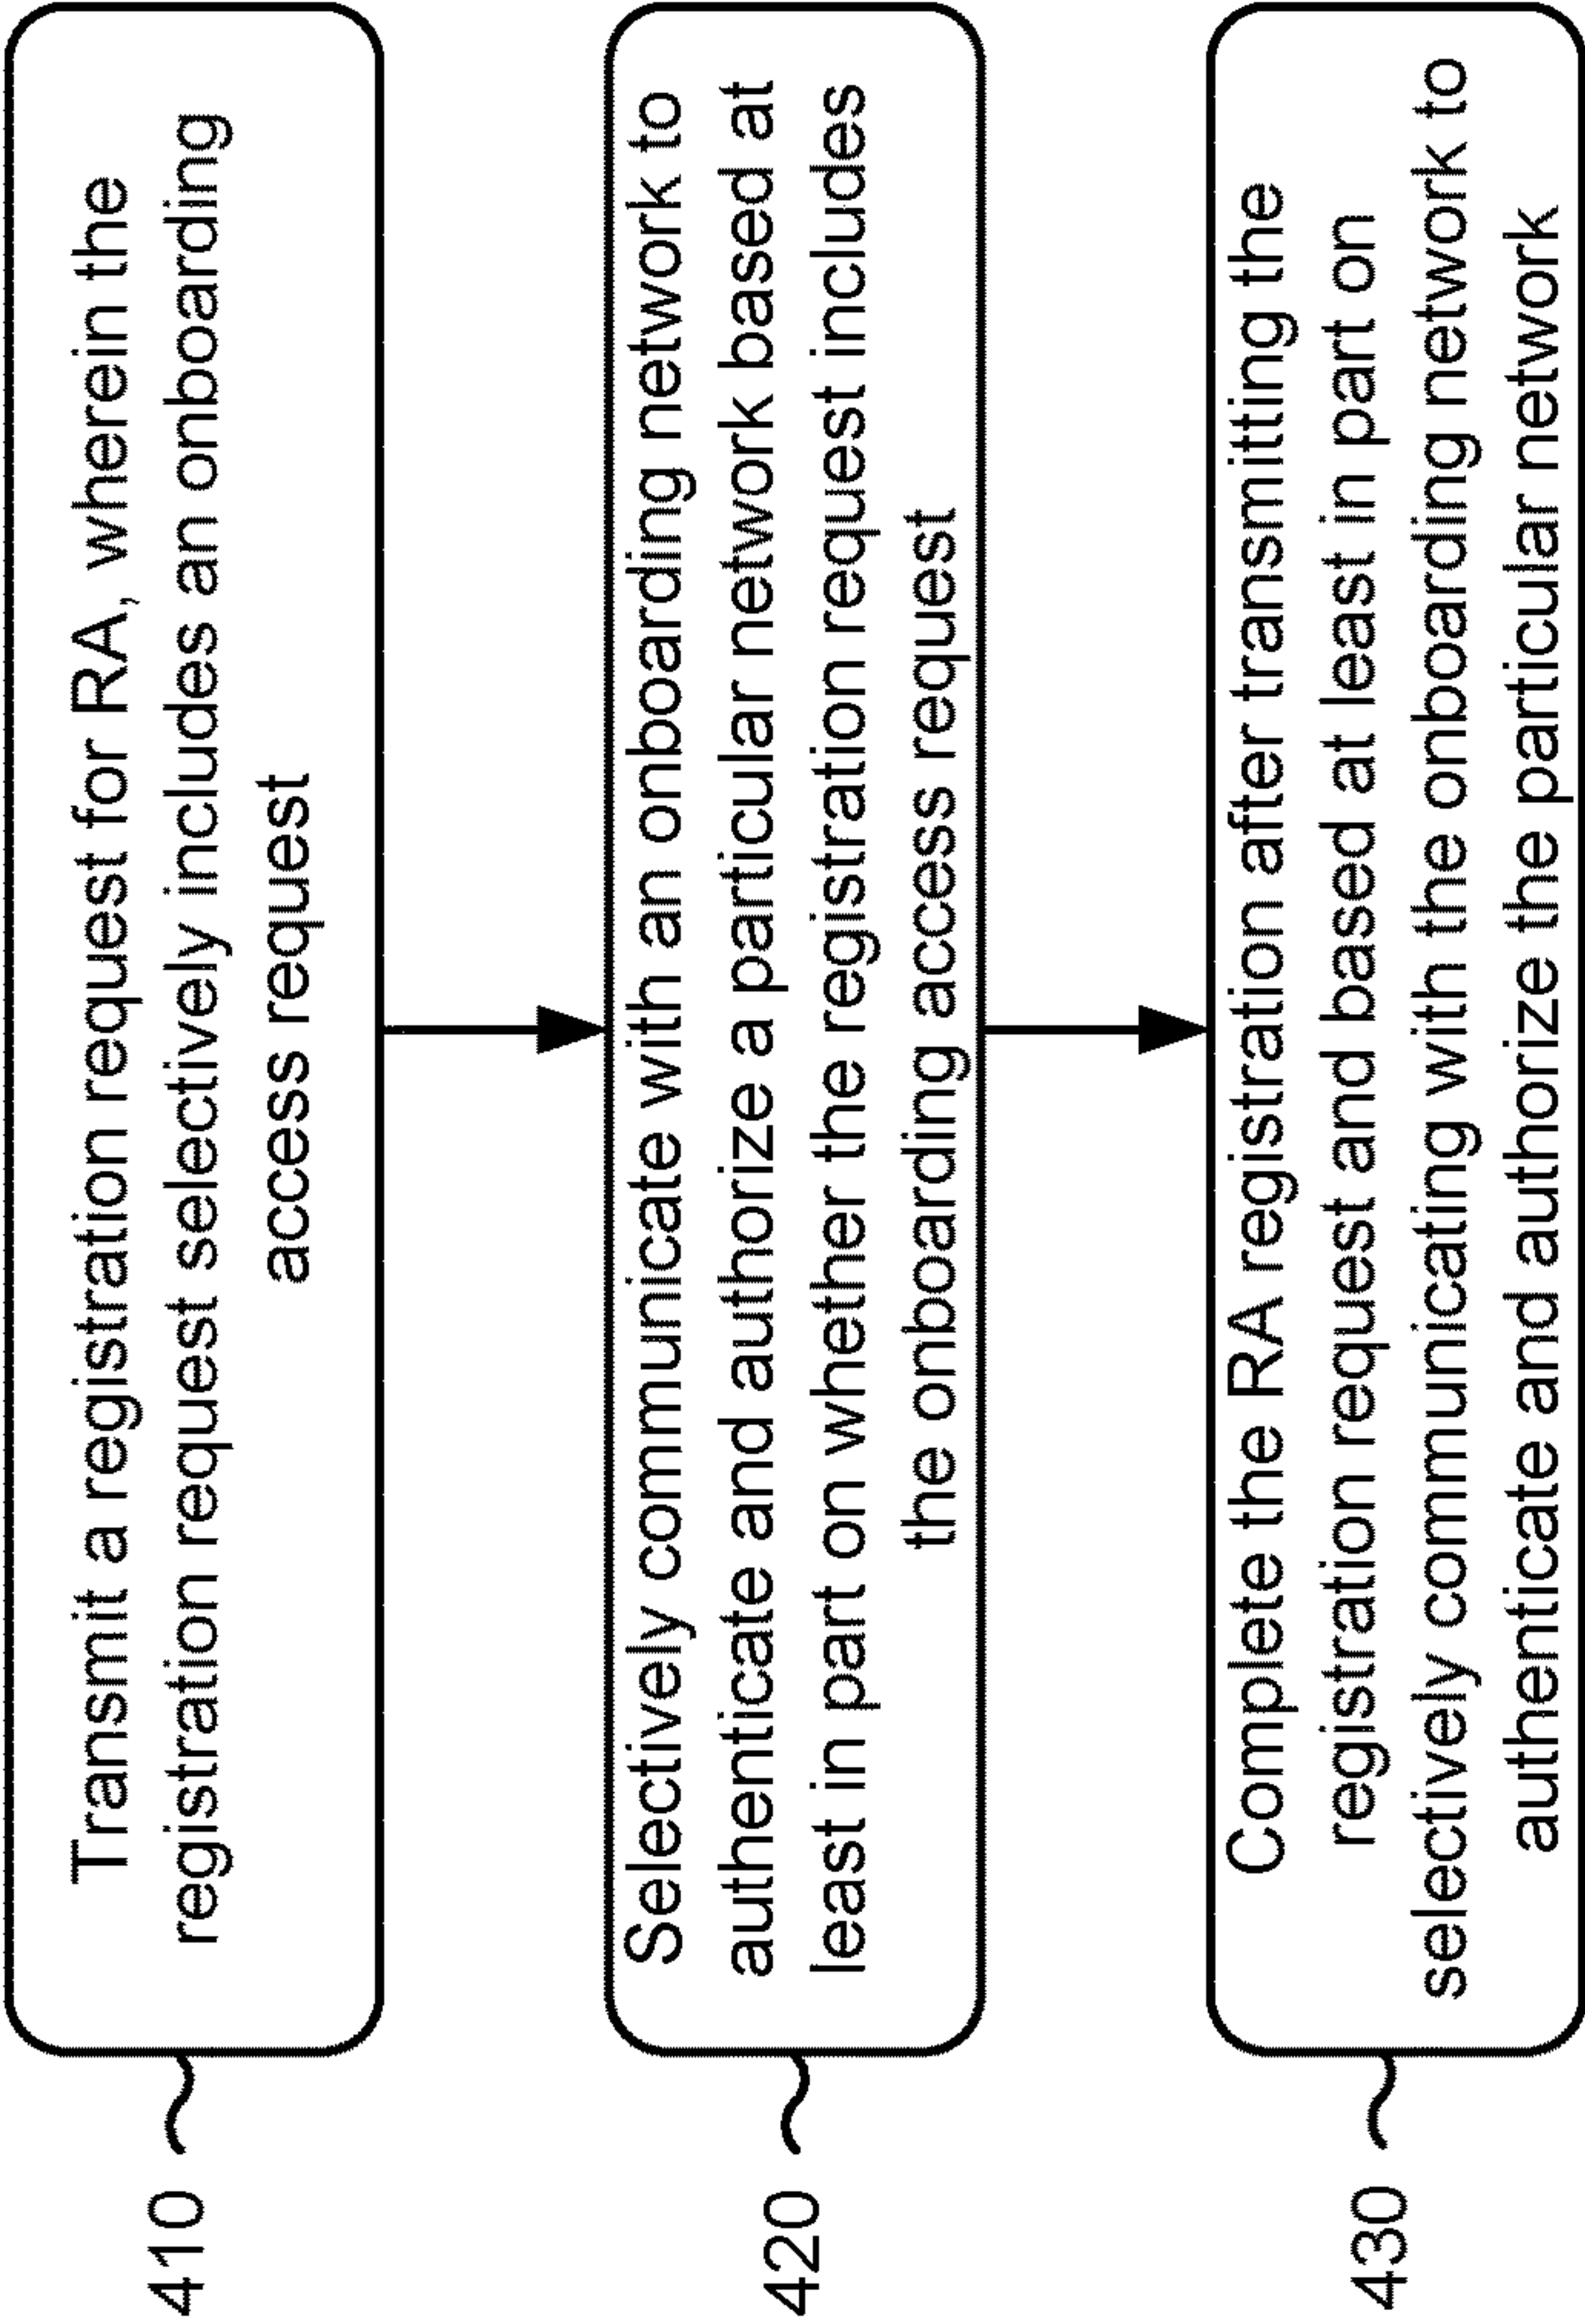 410
Transmit a registration request for RA, wherein the
registration request selectively includes an onboarding
access request
420
Selectively communicate with an onboarding network to
authenticate and authorize a particular network based at
least in part on whether the registration request includes
the onboarding access request
430
Complete the RA registration after transmitting the
registration request and based at least in part on
selectively communicating with the onboarding network to
authenticate and authorize the particular network